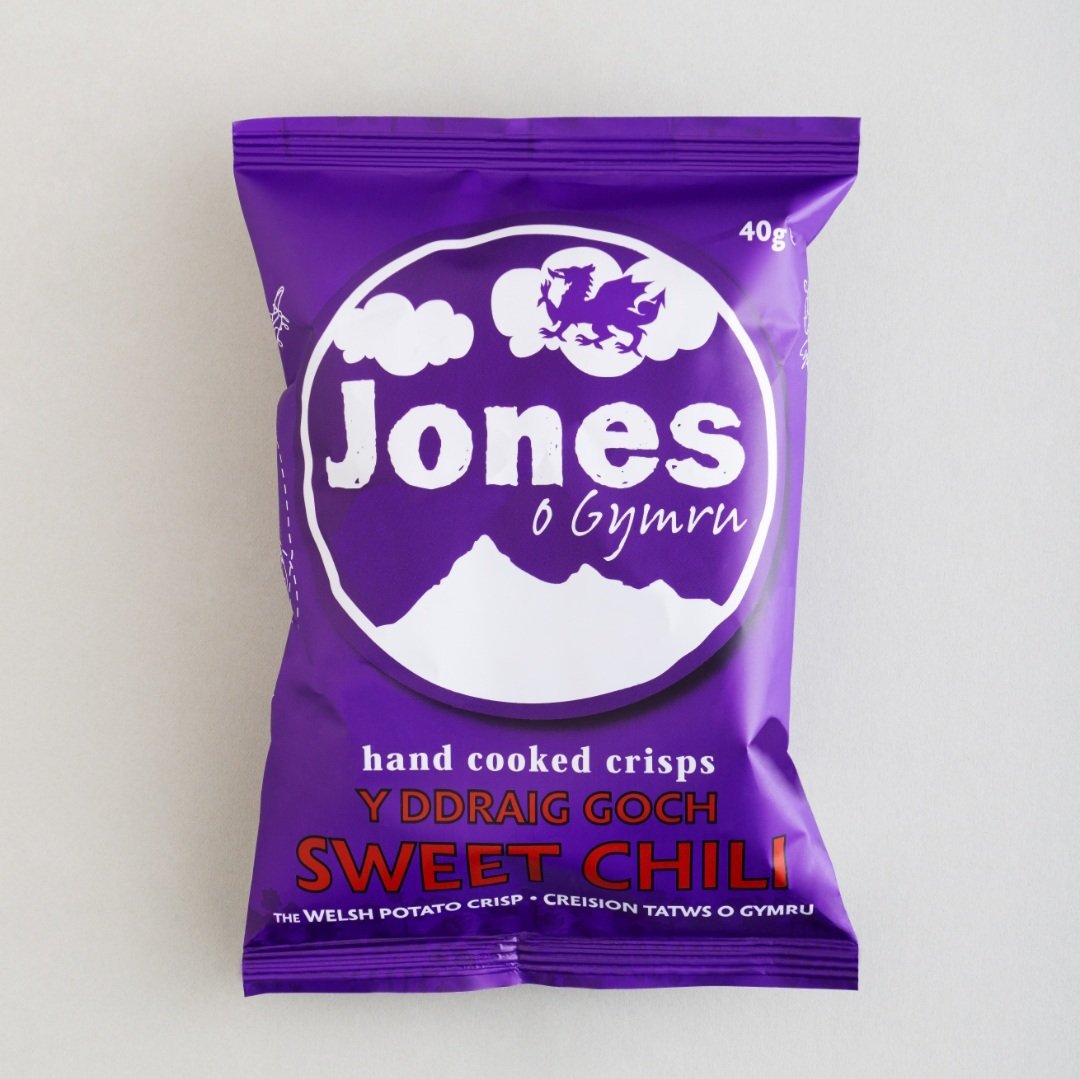 40g
Jones
o Gymru
hand cooked crisps
Y DDRAIG GOCH
SWEET CHILI
THE WELSH POTATO CRISP • CREISION TATWS O GYMRU